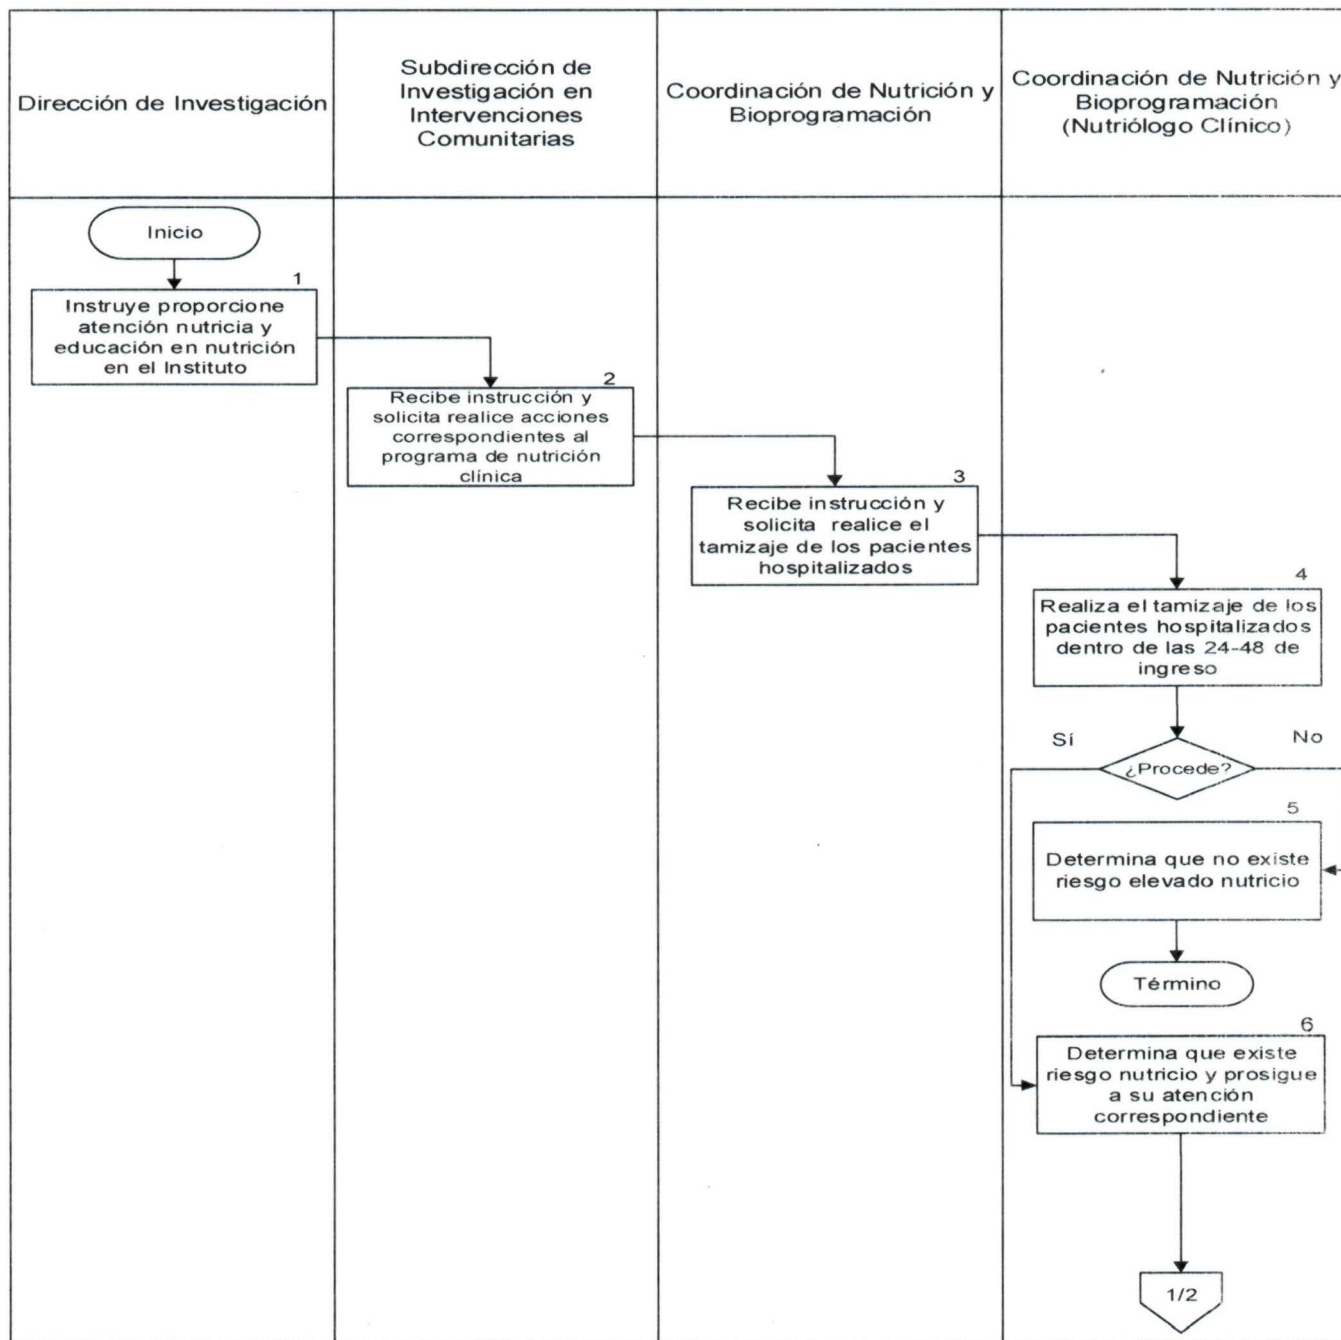 Dirección de Investigación
Subdirección de
Investigación en
Intervenciones
Comunitarias
Coordinación de Nutrición y
Bioprogramación
Coordinación de Nutrición y
Bioprogramación
(Nutriólogo Clínico)
Inicio
1
Instruye proporcione
atención nutricia y
educación en nutrición
en el Instituto
2
Recibe instrucción y
solicita realice acciones
correspondientes al
programa de nutrición
clínica
3
Recibe instrucción y
solicita realice el
tamizaje de los pacientes
hospitalizados
4
Realiza el tamizaje de los
pacientes hospitalizados
dentro de las 24-48 de
ingreso
Sí
¿Procede?
No
5
Determina que no existe
riesgo elevado nutricio
Término
6
Determina que existe
riesgo nutricio y prosigue
a su atención
correspondiente
1/2